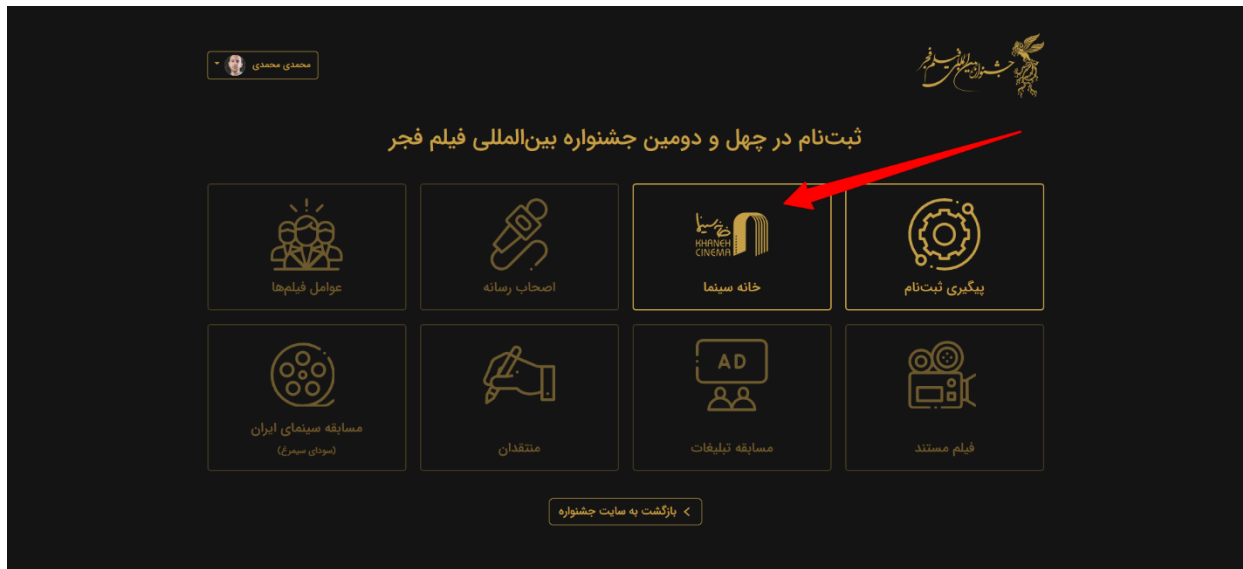 جشنواره بین‌المللی فیلم فجر
محمدی محمدی
ثبت‌نام در چهل و دومین جشنواره بین‌المللی فیلم فجر
پیگیری ثبت‌نام
خانه سینما
KHANEH
CINEMA
خانه سینما
اصحاب رسانه
عوامل فیلم‌ها
فیلم مستند
AD
مسابقه تبلیغات
منتقدان
مسابقه سینمای ایران
(سودای سیمرغ)
بازگشت به سایت جشنواره